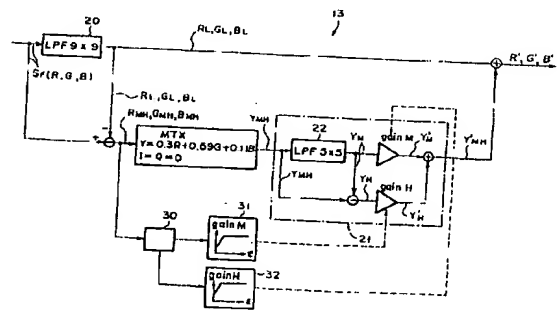 13
20
LPF 9 x 9
RL, GL, BL
R', G', B'
Sf(R, G, B)
RL, GL, BL
RMH, GMH, BMH
MTX
Y=0.3R+0.59G+0.11B
I=Q=0
YMH
22
LPF 5x5
YM
gain M
Y'M
Y'MH
YMH
YH
gain H
Y'H
21
30
31
gain M
ε
32
gain H
ε